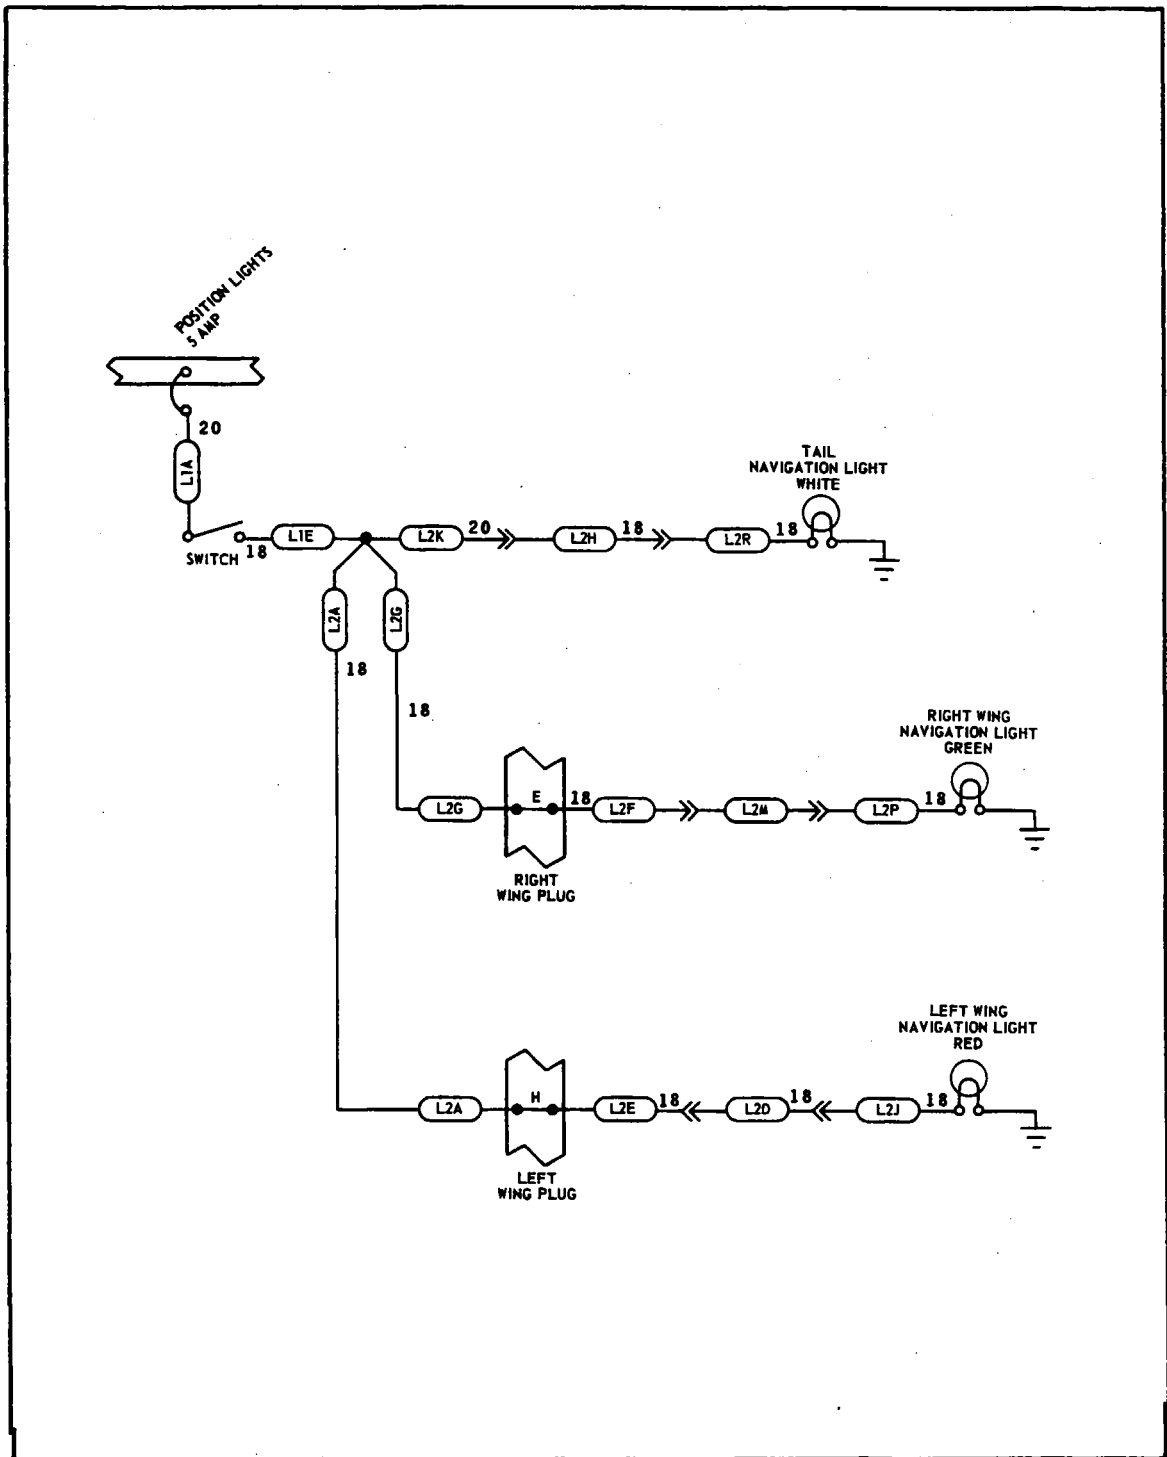 POSITION LIGHTS
5 AMP
20
L1A
SWITCH
18
L1E
L2K
20
L2H
18
L2R
18
TAIL
NAVIGATION LIGHT
WHITE
L2A
18
L2G
18
L2G
E
18
L2F
L2M
L2P
18
RIGHT WING
NAVIGATION LIGHT
GREEN
RIGHT
WING PLUG
L2A
H
L2E
18
L2D
18
L2J
18
LEFT WING
NAVIGATION LIGHT
RED
LEFT
WING PLUG